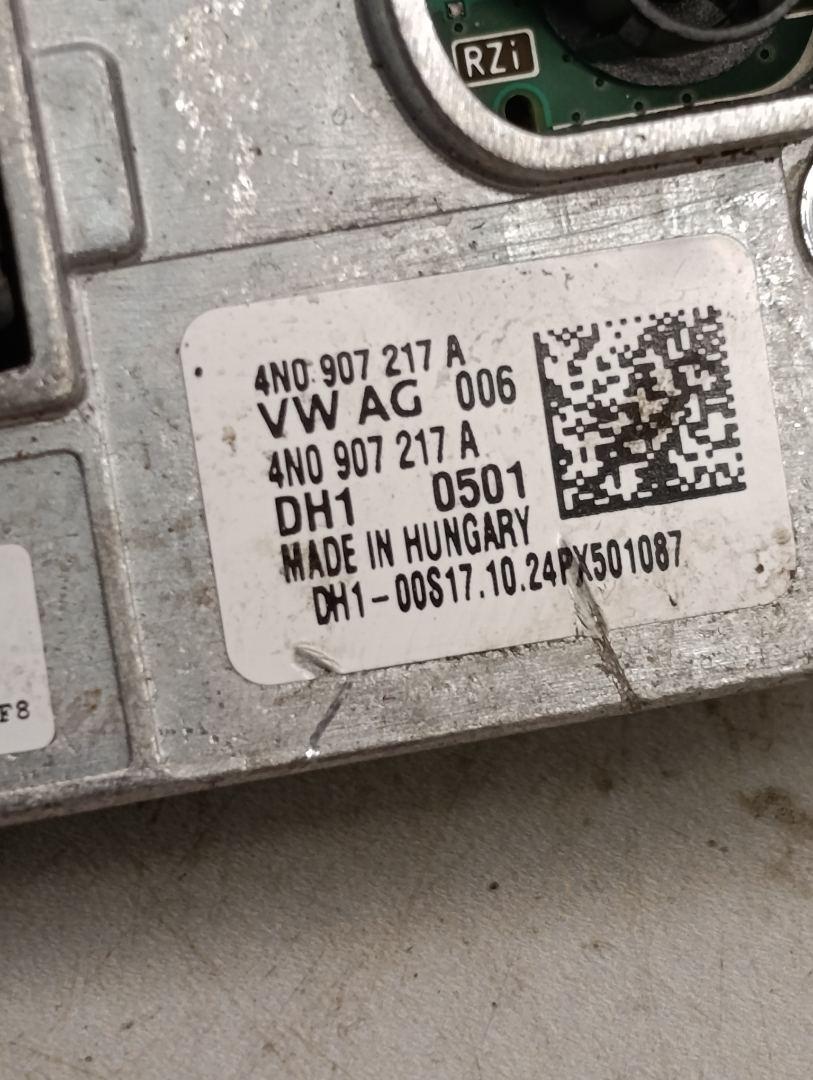 RZi
4N0 907 217 A
VW AG 006
4N0 907 217 A
DH1 0501
MADE IN HUNGARY
DH1-00S17.10.24PX501087
F8